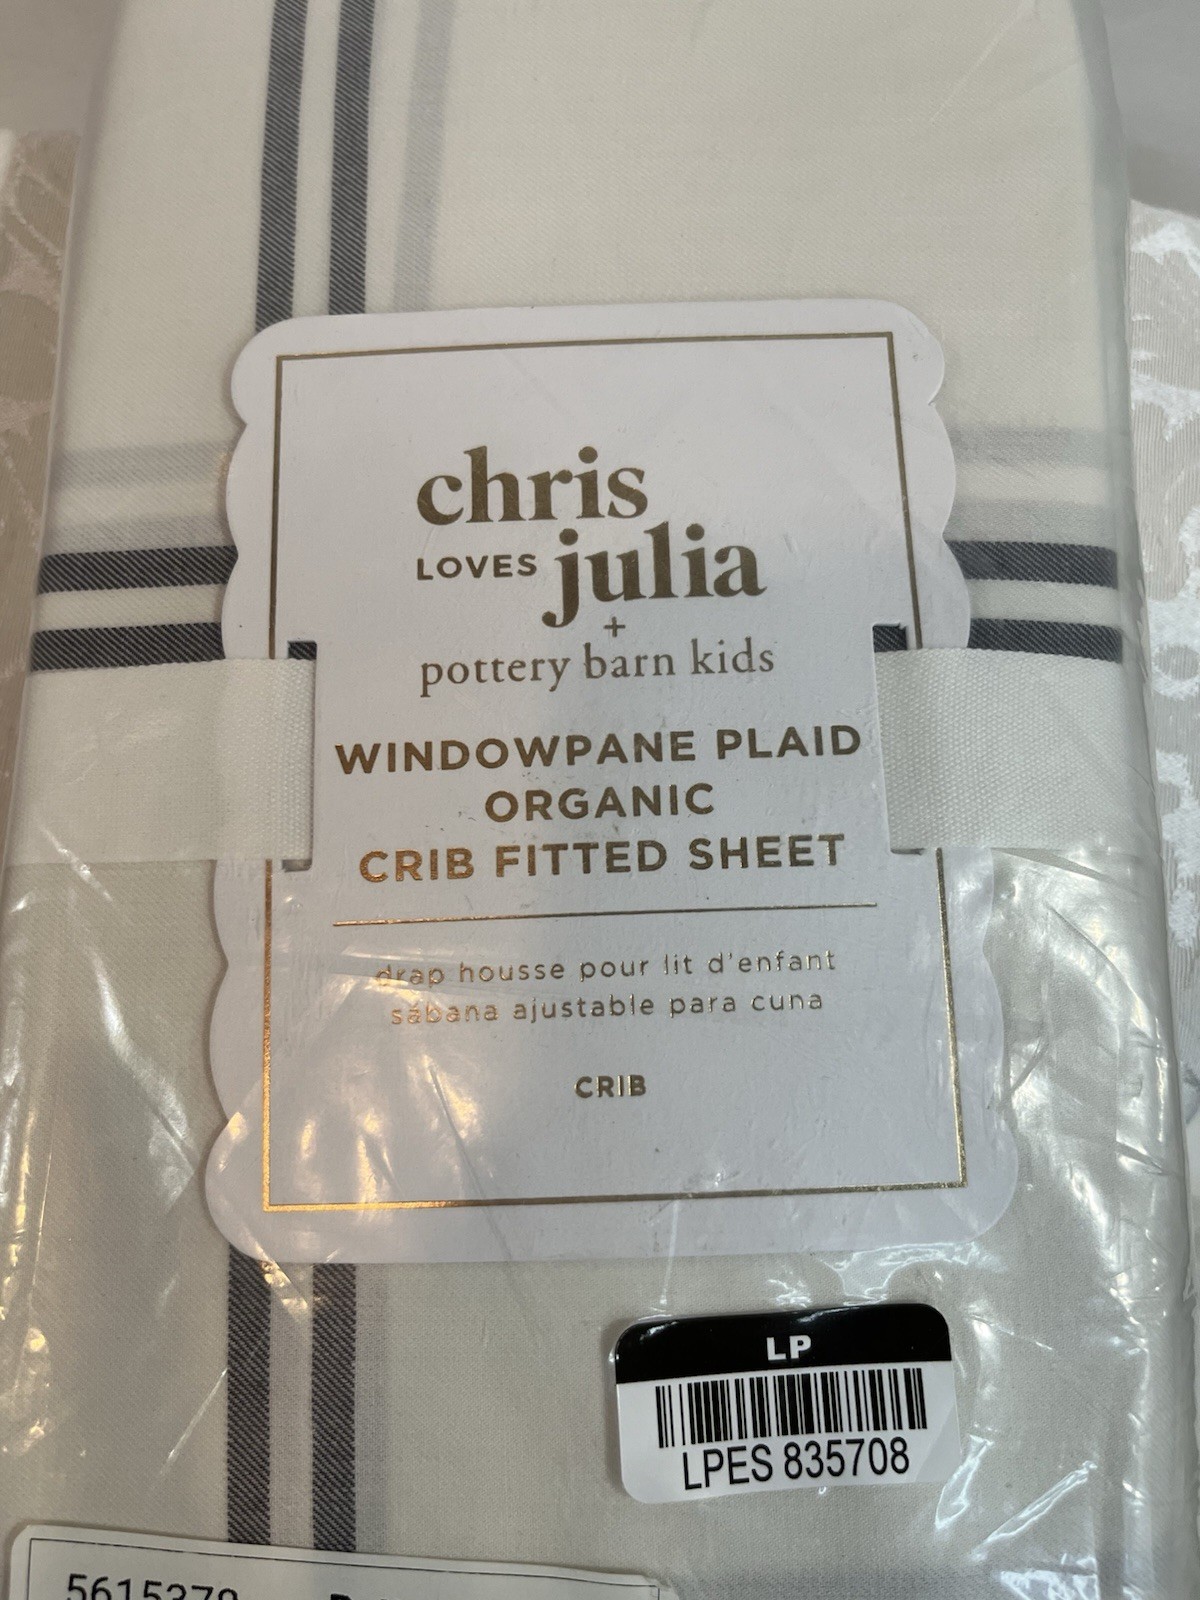 chris
LOVES julia
+
pottery barn kids
WINDOWPANE PLAID
ORGANIC
CRIB FITTED SHEET
drap housse pour lit d'enfant
sábana ajustable para cuna
CRIB
LP
LPES 835708
5615379